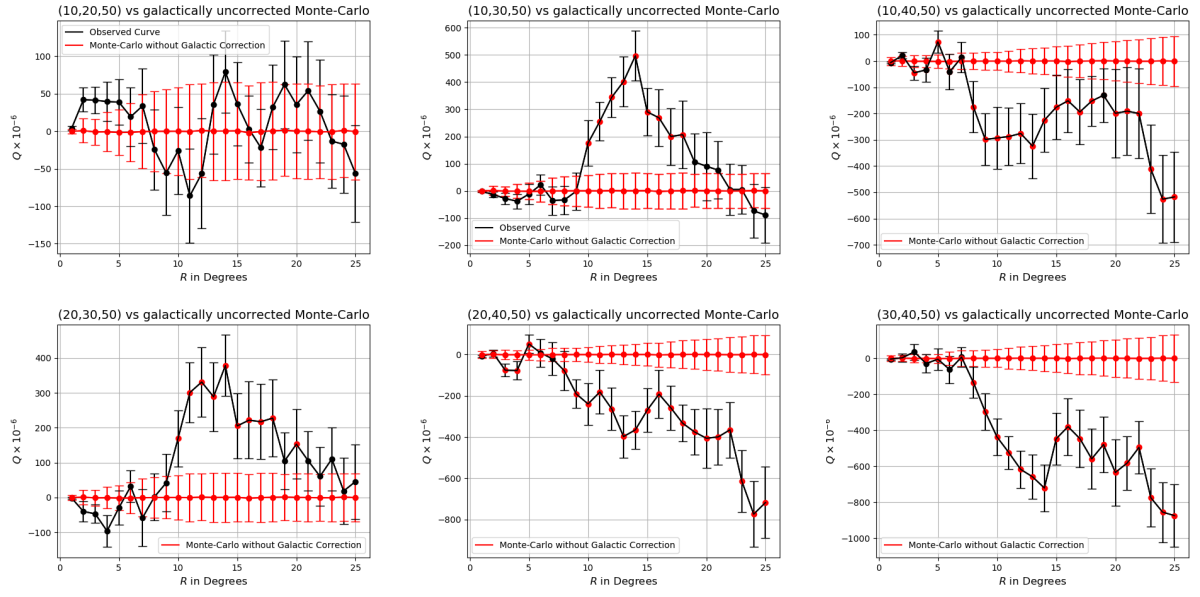 (10,20,50) vs galactically uncorrected Monte-Carlo
Observed Curve
Monte-Carlo without Galactic Correction
100
50
0
−50
−100
−150
Q × 10⁻⁶
0 5 10 15 20 25
R in Degrees
(10,30,50) vs galactically uncorrected Monte-Carlo
600
500
400
300
200
100
0
−100
−200
Q × 10⁻⁶
Observed Curve
Monte-Carlo without Galactic Correction
0 5 10 15 20 25
R in Degrees
(10,40,50) vs galactically uncorrected Monte-Carlo
100
0
−100
−200
−300
−400
−500
−600
−700
Q × 10⁻⁶
Monte-Carlo without Galactic Correction
0 5 10 15 20 25
R in Degrees
(20,30,50) vs galactically uncorrected Monte-Carlo
400
300
200
100
0
−100
Q × 10⁻⁶
Monte-Carlo without Galactic Correction
0 5 10 15 20 25
R in Degrees
(20,40,50) vs galactically uncorrected Monte-Carlo
0
−200
−400
−600
−800
Q × 10⁻⁶
Monte-Carlo without Galactic Correction
0 5 10 15 20 25
R in Degrees
(30,40,50) vs galactically uncorrected Monte-Carlo
0
−200
−400
−600
−800
−1000
Q × 10⁻⁶
Monte-Carlo without Galactic Correction
0 5 10 15 20 25
R in Degrees